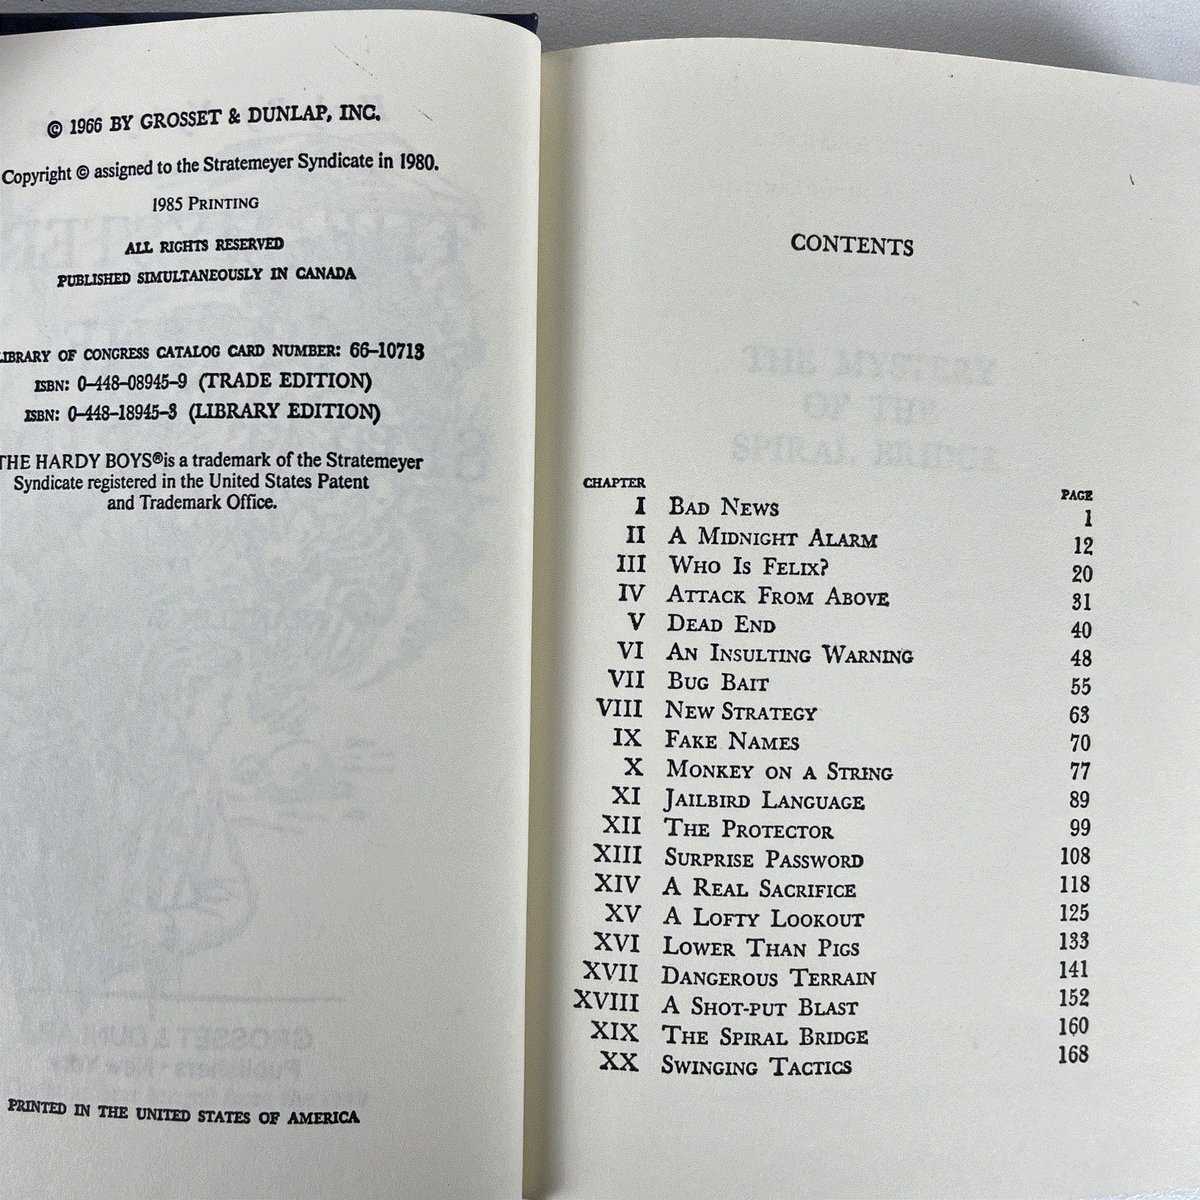 © 1966 BY GROSSET & DUNLAP, INC.
Copyright © assigned to the Stratemeyer Syndicate in 1980.
1985 PRINTING
ALL RIGHTS RESERVED
PUBLISHED SIMULTANEOUSLY IN CANADA
LIBRARY OF CONGRESS CATALOG CARD NUMBER: 66-10713
ISBN: 0-448-08945-9 (TRADE EDITION)
ISBN: 0-448-18945-3 (LIBRARY EDITION)
THE HARDY BOYS® is a trademark of the Stratemeyer
Syndicate registered in the United States Patent
and Trademark Office.
GROSSET & DUNLAP
Publishers • New York
PRINTED IN THE UNITED STATES OF AMERICA
CONTENTS
THE MYSTERY
OF THE
SPIRAL BRIDGE
CHAPTER PAGE
I BAD NEWS 1
II A MIDNIGHT ALARM 12
III WHO IS FELIX? 20
IV ATTACK FROM ABOVE 31
V DEAD END 40
VI AN INSULTING WARNING 48
VII BUG BAIT 55
VIII NEW STRATEGY 63
IX FAKE NAMES 70
X MONKEY ON A STRING 77
XI JAILBIRD LANGUAGE 89
XII THE PROTECTOR 99
XIII SURPRISE PASSWORD 108
XIV A REAL SACRIFICE 118
XV A LOFTY LOOKOUT 125
XVI LOWER THAN PIGS 133
XVII DANGEROUS TERRAIN 141
XVIII A SHOT-PUT BLAST 152
XIX THE SPIRAL BRIDGE 160
XX SWINGING TACTICS 168